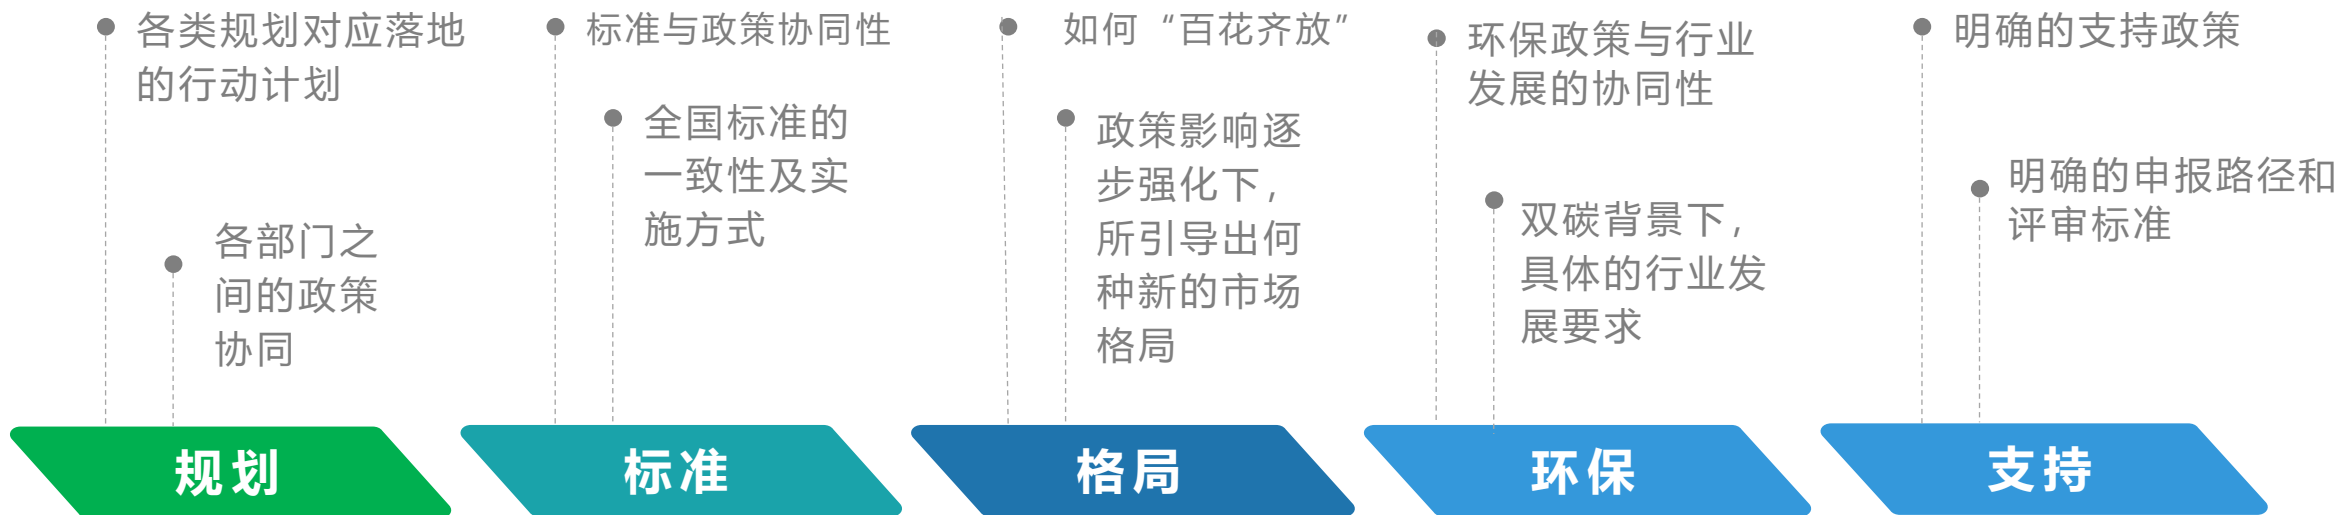 各类规划对应落地
的行动计划
各部门之
间的政策
协同
规划
标准与政策协同性
全国标准的
一致性及实
施方式
标准
如何“百花齐放”
政策影响逐
步强化下，
所引导出何
种新的市场
格局
格局
环保政策与行业
发展的协同性
双碳背景下，
具体的行业发
展要求
环保
明确的支持政策
明确的申报路径和
评审标准
支持